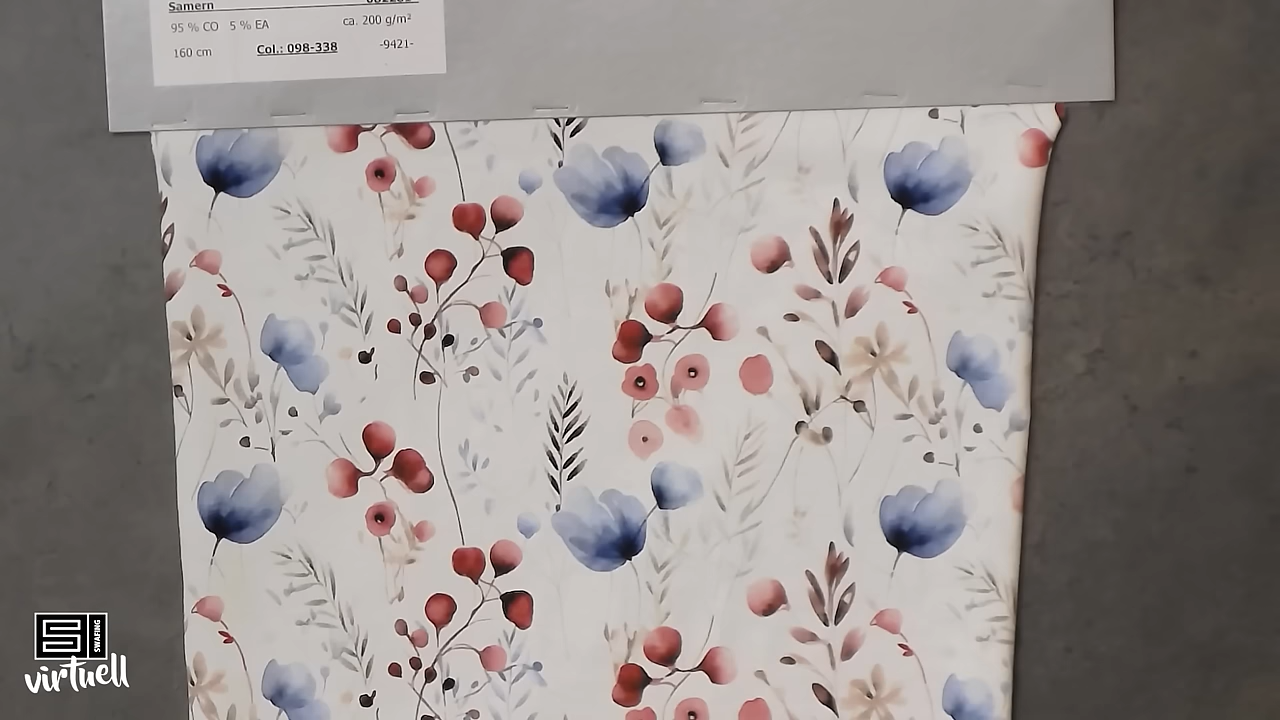 Samern
95 % CO 5 % EA ca. 200 g/m²
160 cm Col.: 098-338 -9421-
SWAFING
virtuell